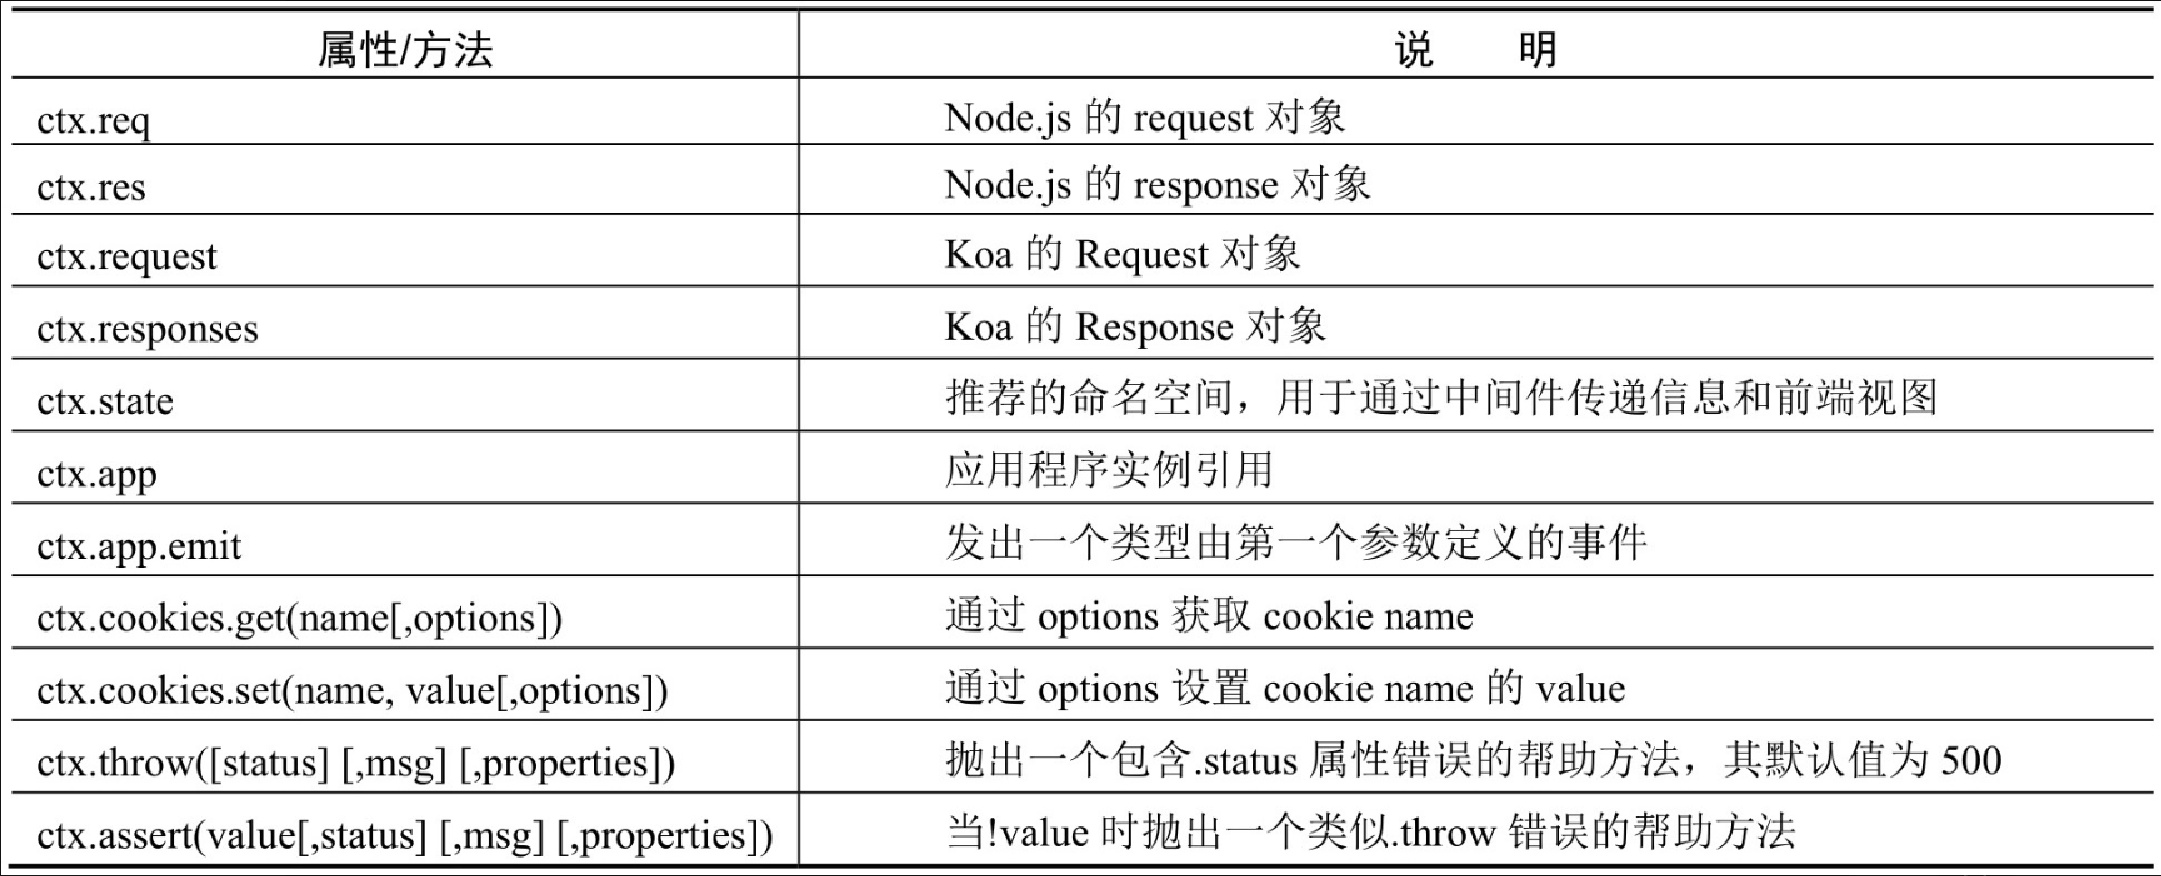 属性/方法 说 明
ctx.req Node.js 的 request 对象
ctx.res Node.js 的 response 对象
ctx.request Koa 的 Request 对象
ctx.responses Koa 的 Response 对象
ctx.state 推荐的命名空间，用于通过中间件传递信息和前端视图
ctx.app 应用程序实例引用
ctx.app.emit 发出一个类型由第一个参数定义的事件
ctx.cookies.get(name[,options]) 通过 options 获取 cookie name
ctx.cookies.set(name, value[,options]) 通过 options 设置 cookie name 的 value
ctx.throw([status] [,msg] [,properties]) 抛出一个包含.status 属性错误的帮助方法，其默认值为 500
ctx.assert(value[,status] [,msg] [,properties]) 当!value 时抛出一个类似.throw 错误的帮助方法